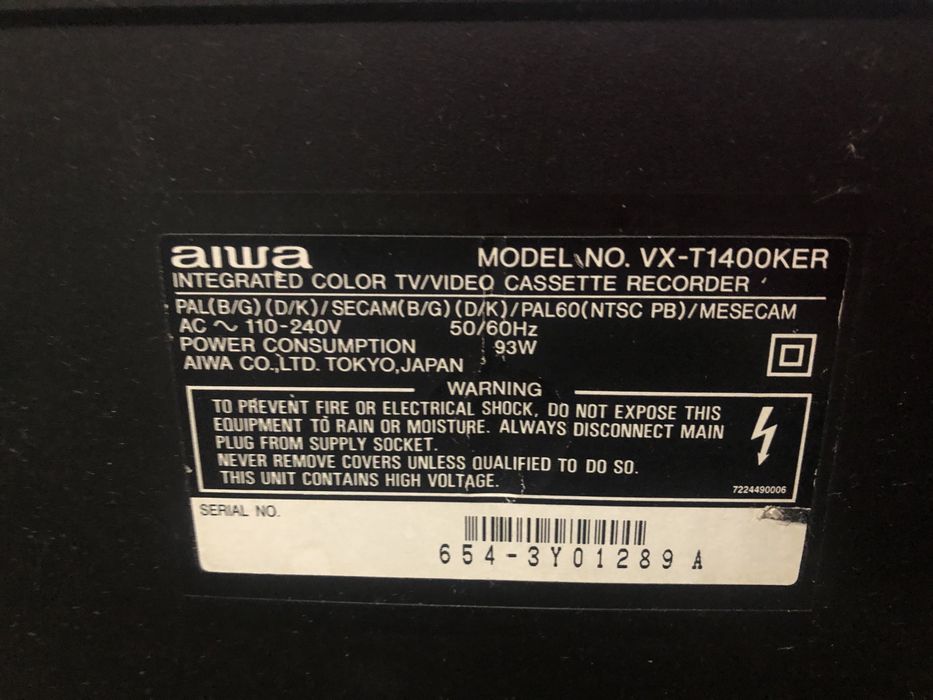 aiwa MODEL NO. VX-T1400KER
INTEGRATED COLOR TV/VIDEO CASSETTE RECORDER
PAL(B/G) (D/K)/SECAM(B/G) (D/K)/PAL60(NTSC PB)/MESECAM
AC ~ 110-240V 50/60Hz
POWER CONSUMPTION 93W
AIWA CO.,LTD. TOKYO,JAPAN
WARNING
TO PREVENT FIRE OR ELECTRICAL SHOCK, DO NOT EXPOSE THIS
EQUIPMENT TO RAIN OR MOISTURE. ALWAYS DISCONNECT MAIN
PLUG FROM SUPPLY SOCKET.
NEVER REMOVE COVERS UNLESS QUALIFIED TO DO SO.
THIS UNIT CONTAINS HIGH VOLTAGE.
7224490006
SERIAL NO.
654-3Y01289 A